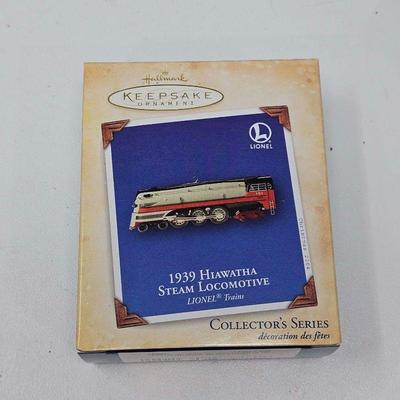 Hallmark
KEEPSAKE
ORNAMENT
L
LIONEL
1939 HIAWATHA
STEAM LOCOMOTIVE
LIONEL® Trains
COLLECTOR'S SERIES
décoration des fêtes